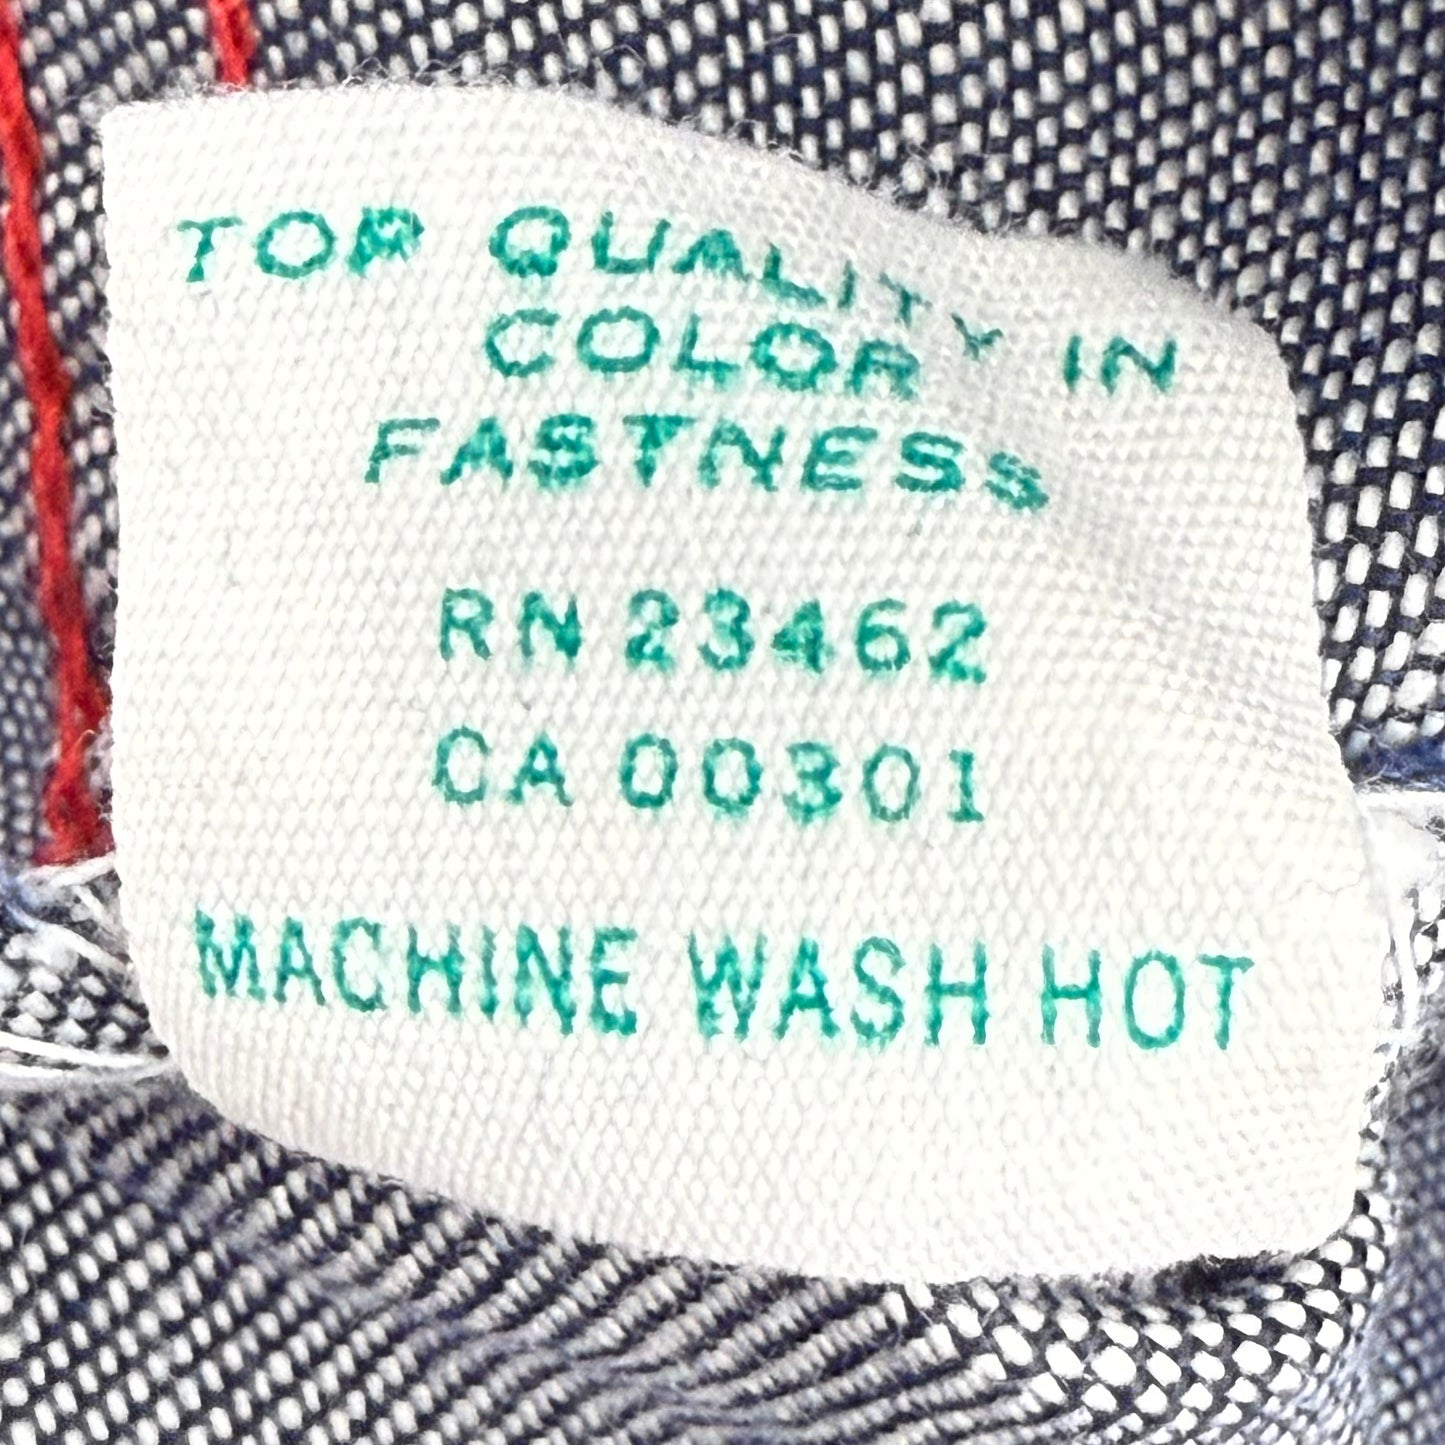 TOP QUALITY IN
COLOR
FASTNESS
RN 23462
CA 00301
MACHINE WASH HOT